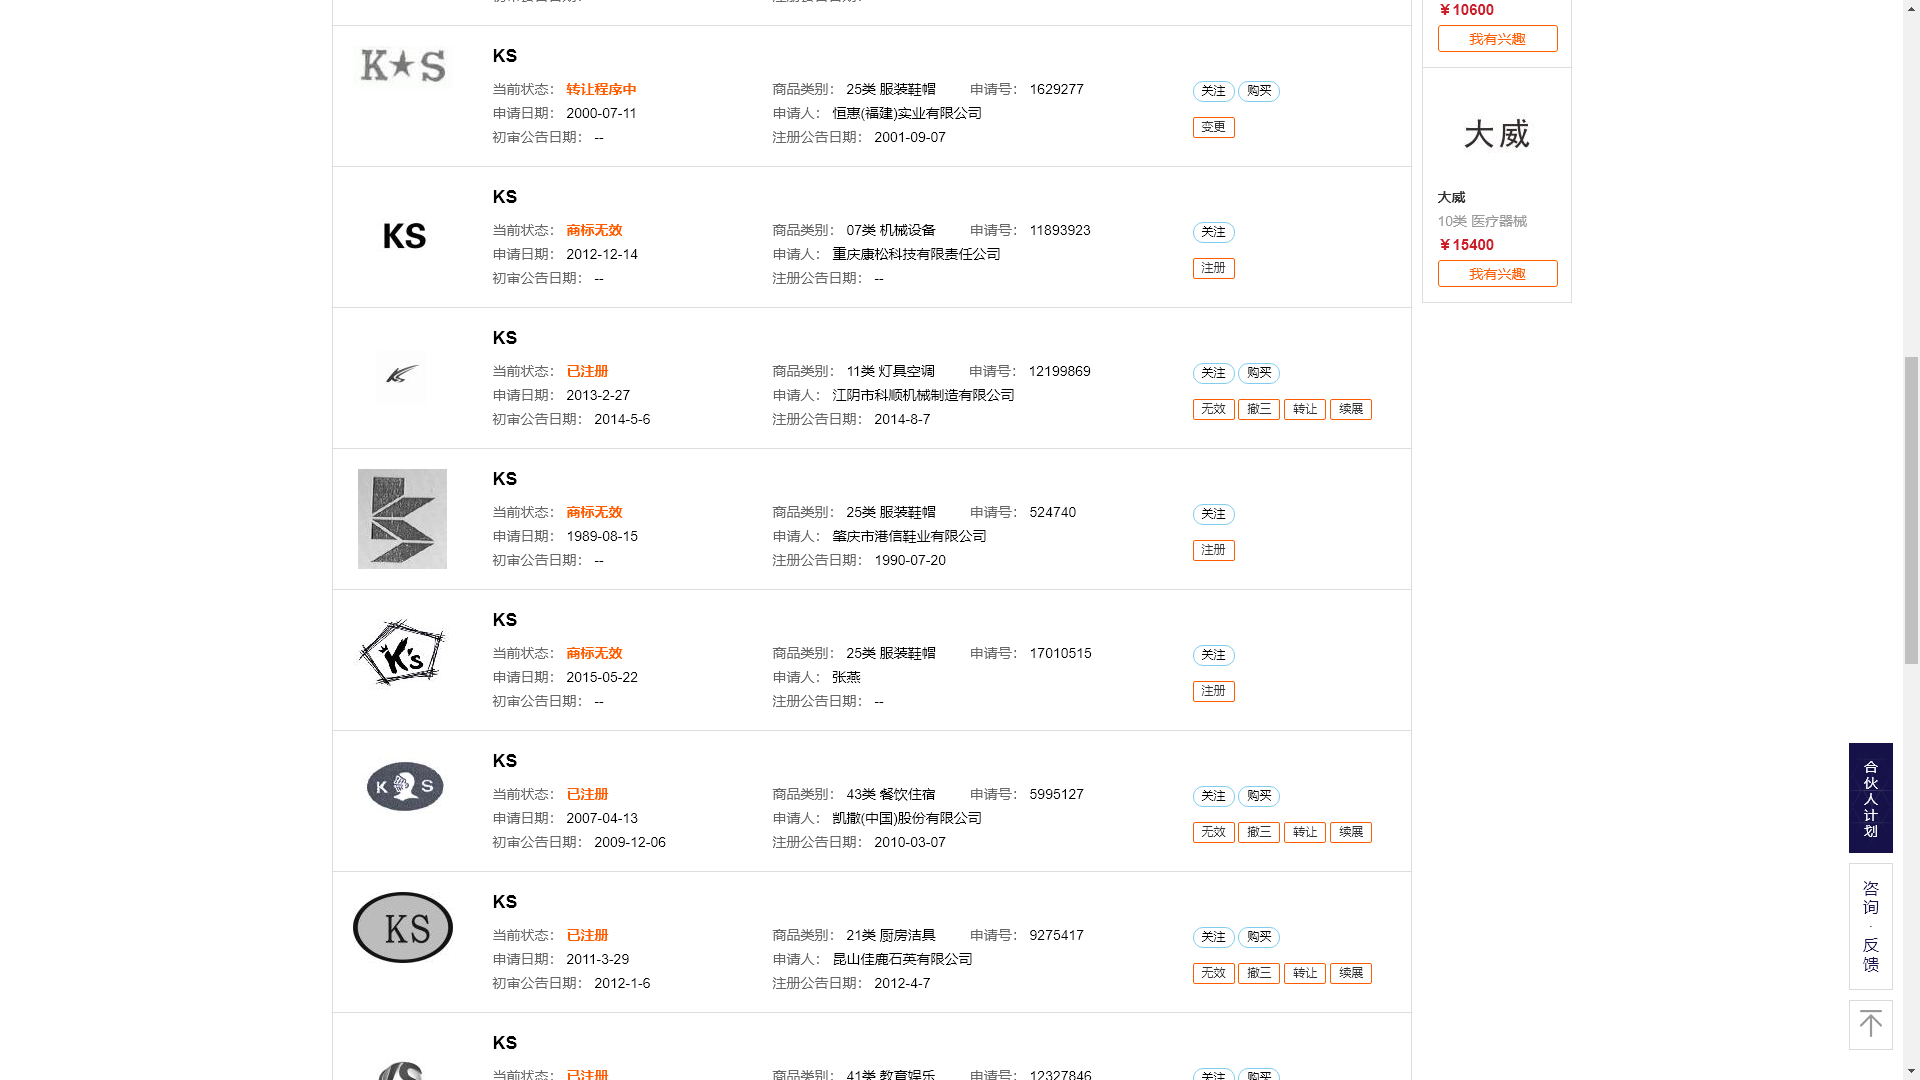 K★S
KS
当前状态： 转让程序中 商品类别： 25类 服装鞋帽 申请号： 1629277 关注 购买
申请日期： 2000-07-11 申请人： 恒惠(福建)实业有限公司
初审公告日期： -- 注册公告日期： 2001-09-07 变更
KS
KS
当前状态： 商标无效 商品类别： 07类 机械设备 申请号： 11893923 关注
申请日期： 2012-12-14 申请人： 重庆康松科技有限责任公司
初审公告日期： -- 注册公告日期： -- 注册
KS
KS
当前状态： 已注册 商品类别： 11类 灯具空调 申请号： 12199869 关注 购买
申请日期： 2013-2-27 申请人： 江阴市科顺机械制造有限公司
初审公告日期： 2014-5-6 注册公告日期： 2014-8-7 无效 撤三 转让 续展
KS
当前状态： 商标无效 商品类别： 25类 服装鞋帽 申请号： 524740 关注
申请日期： 1989-08-15 申请人： 肇庆市港信鞋业有限公司
初审公告日期： -- 注册公告日期： 1990-07-20 注册
K's
KS
当前状态： 商标无效 商品类别： 25类 服装鞋帽 申请号： 17010515 关注
申请日期： 2015-05-22 申请人： 张燕
初审公告日期： -- 注册公告日期： -- 注册
K S
KS
当前状态： 已注册 商品类别： 43类 餐饮住宿 申请号： 5995127 关注 购买
申请日期： 2007-04-13 申请人： 凯撒(中国)股份有限公司
初审公告日期： 2009-12-06 注册公告日期： 2010-03-07 无效 撤三 转让 续展
KS
KS
当前状态： 已注册 商品类别： 21类 厨房洁具 申请号： 9275417 关注 购买
申请日期： 2011-3-29 申请人： 昆山佳鹿石英有限公司
初审公告日期： 2012-1-6 注册公告日期： 2012-4-7 无效 撤三 转让 续展
KS
当前状态： 已注册 商品类别： 41类 教育娱乐 申请号： 12327846 关注 购买
￥10600
我有兴趣
大威
大威
10类 医疗器械
￥15400
我有兴趣
合伙人计划
咨询·反馈